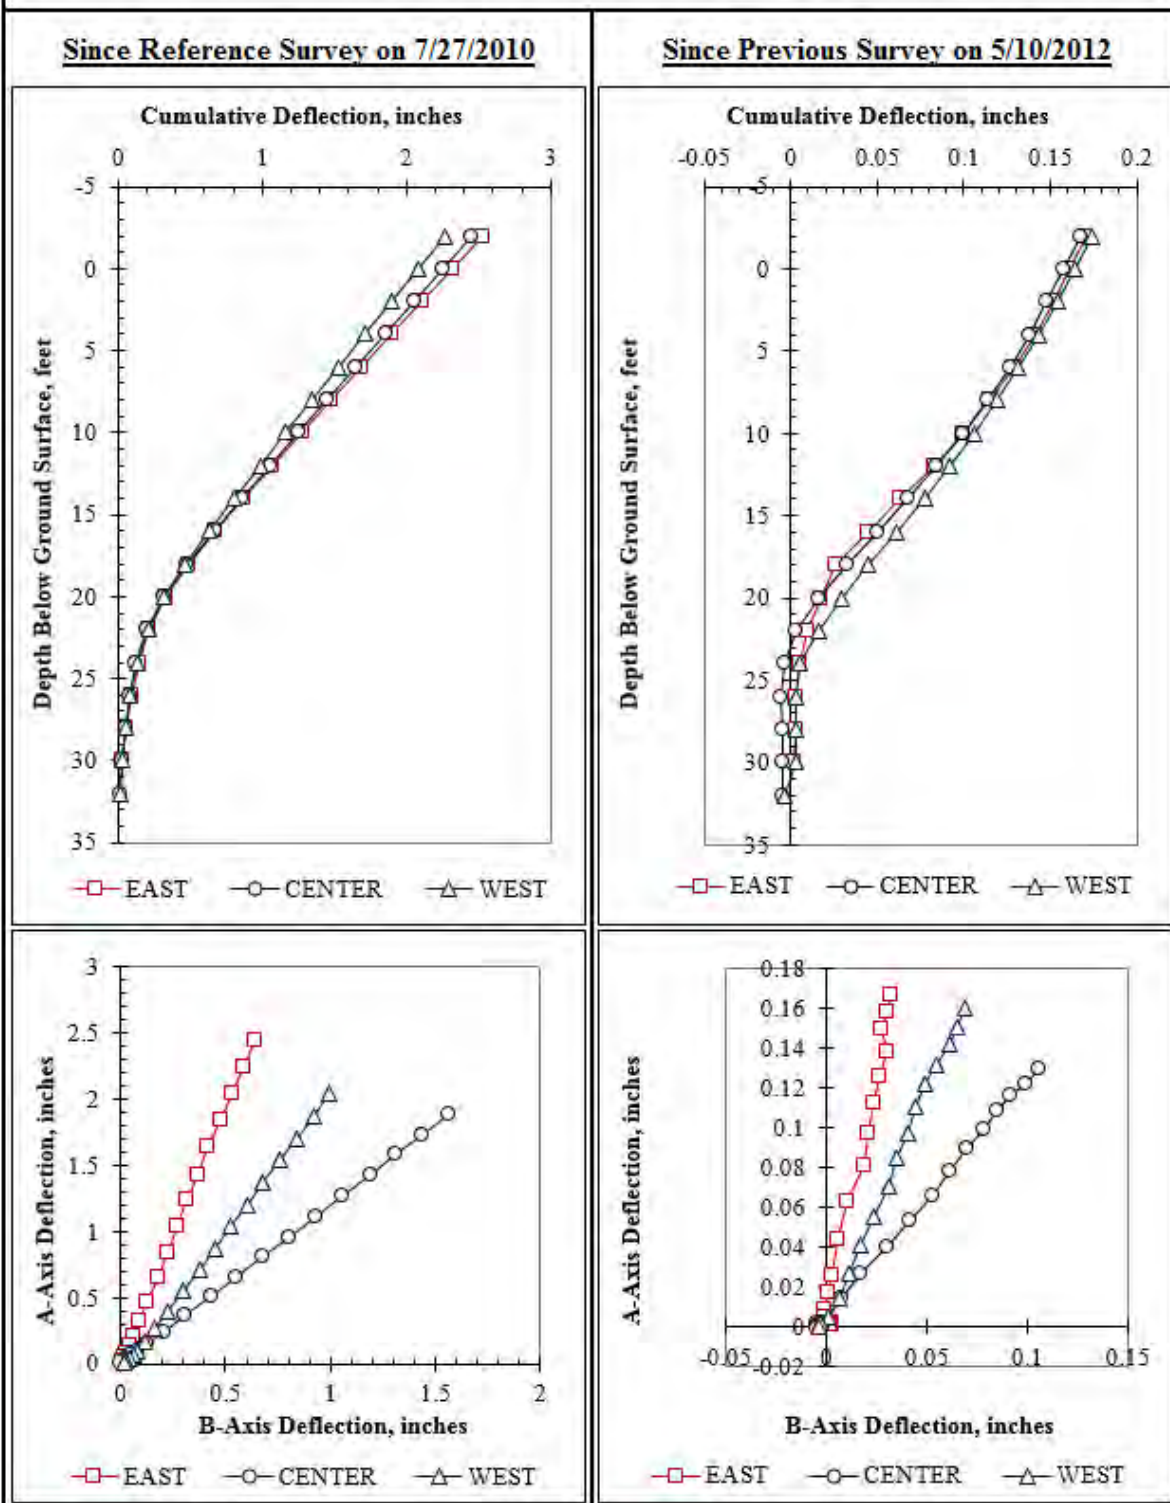 Since Reference Survey on 7/27/2010
Cumulative Deflection, inches
0 1 2 3
-5
0
5
10
15
20
25
30
35
Depth Below Ground Surface, feet
EAST CENTER WEST
Since Previous Survey on 5/10/2012
Cumulative Deflection, inches
-0.05 0 0.05 0.1 0.15 0.2
-5
0
5
10
15
20
25
30
35
Depth Below Ground Surface, feet
EAST CENTER WEST
3
2.5
2
1.5
1
0.5
0
A-Axis Deflection, inches
0 0.5 1 1.5 2
B-Axis Deflection, inches
EAST CENTER WEST
0.18
0.16
0.14
0.12
0.1
0.08
0.06
0.04
0.02
0
-0.02
A-Axis Deflection, inches
-0.05 0 0.05 0.1 0.15
B-Axis Deflection, inches
EAST CENTER WEST